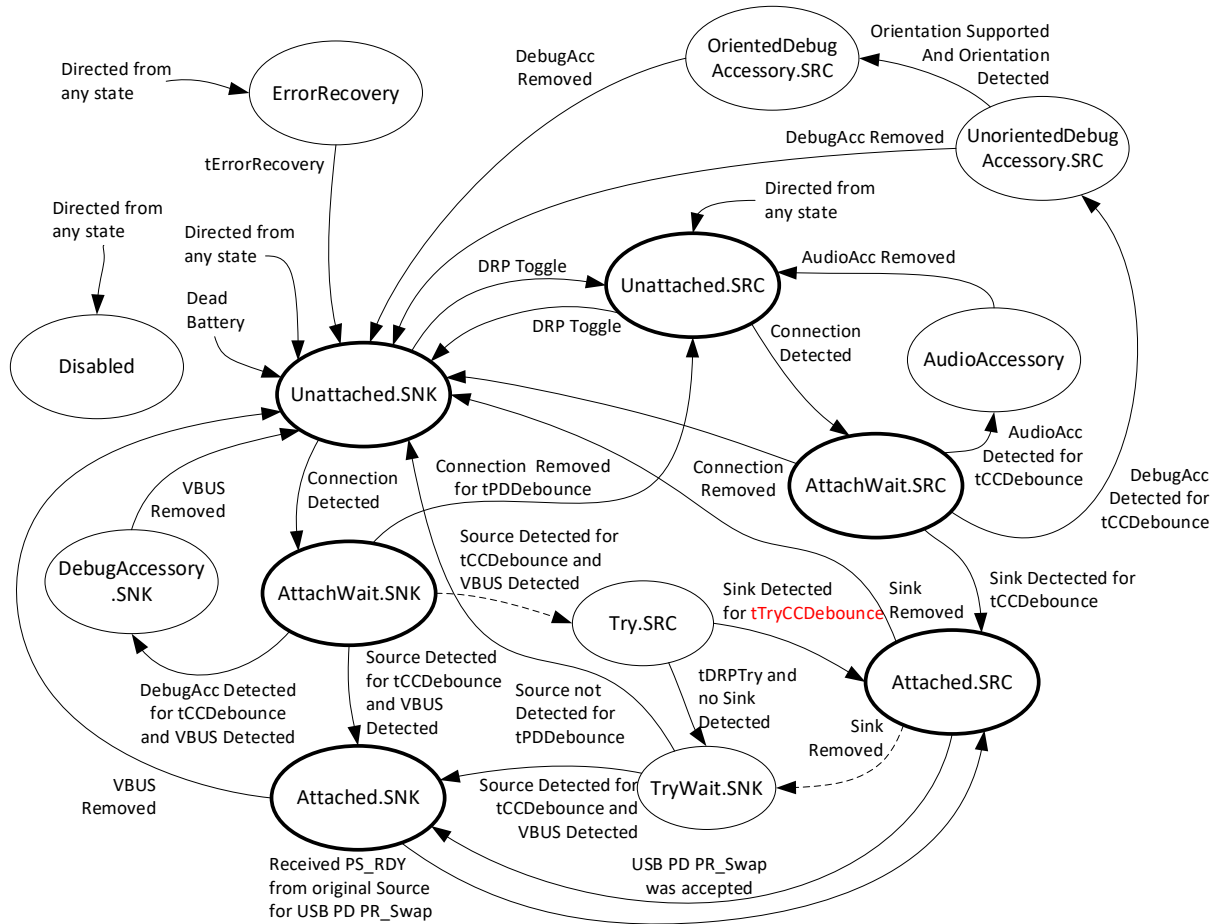 Directed from
any state
ErrorRecovery
tErrorRecovery
DebugAcc
Removed
OrientedDebug
Accessory.SRC
Orientation Supported
And Orientation
Detected
DebugAcc Removed
UnorientedDebug
Accessory.SRC
Directed from
any state
Directed from
any state
Dead
Battery
Disabled
Directed from
any state
DRP Toggle
Unattached.SRC
DRP Toggle
AudioAcc Removed
Connection
Detected
AudioAccessory
Unattached.SNK
AudioAcc
Detected for
tCCDebounce
DebugAcc
Detected for
tCCDebounce
VBUS
Removed
Connection
Detected
Connection Removed
for tPDDebounce
Connection
Removed
AttachWait.SRC
Source Detected for
tCCDebounce and
VBUS Detected
DebugAccessory
.SNK
AttachWait.SNK
Try.SRC
Sink Detected
for tTryCCDebounce
Sink
Removed
Sink Dectected for
tCCDebounce
DebugAcc Detected
for tCCDebounce
and VBUS Detected
Source Detected
for tCCDebounce
and VBUS
Detected
Source not
Detected for
tPDDebounce
tDRPTry and
no Sink
Detected
Attached.SRC
Sink
Removed
VBUS
Removed
Attached.SNK
Source Detected for
tCCDebounce and
VBUS Detected
TryWait.SNK
Received PS_RDY
from original Source
for USB PD PR_Swap
USB PD PR_Swap
was accepted